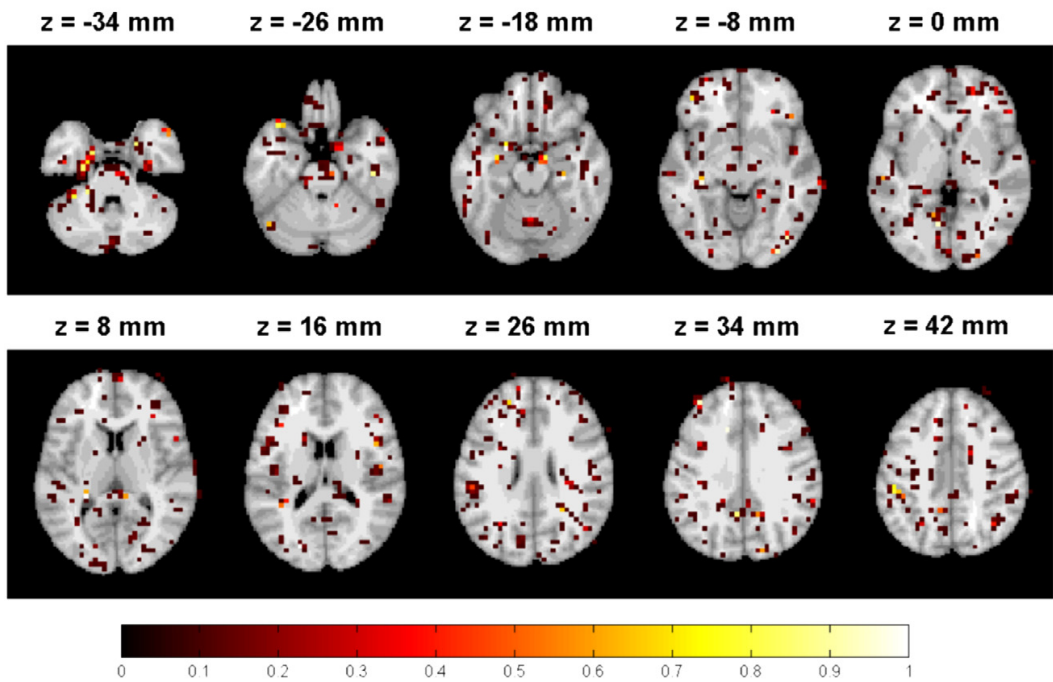 z = -34 mm z = -26 mm z = -18 mm z = -8 mm z = 0 mm
z = 8 mm z = 16 mm z = 26 mm z = 34 mm z = 42 mm
0 0.1 0.2 0.3 0.4 0.5 0.6 0.7 0.8 0.9 1